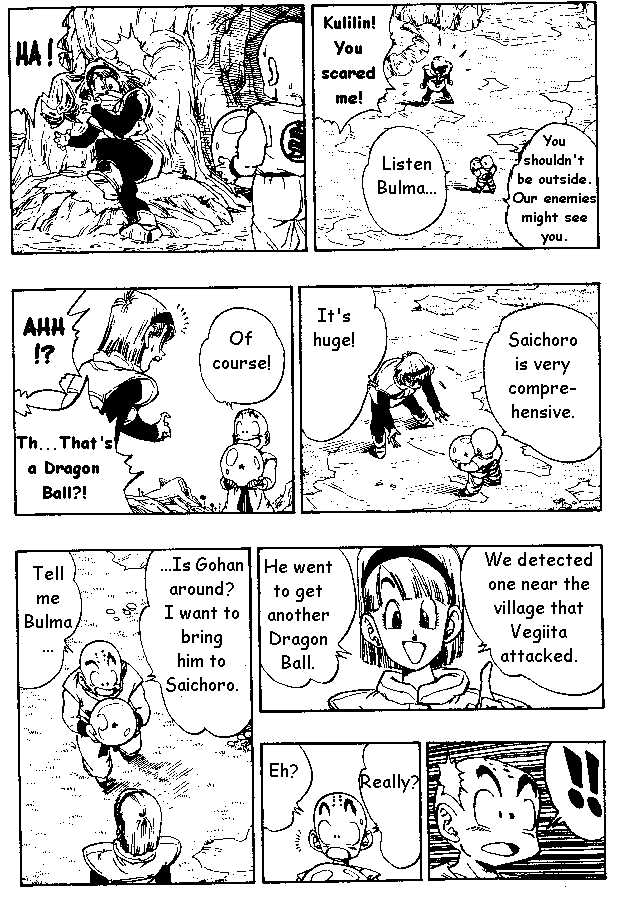 HA!
Kulilin!
You
scared
me!
Listen
Bulma...
You
shouldn't
be outside.
Our enemies
might see
you.
AHH
!?
Th...That's
a Dragon
Ball?!
Of
course!
It's
huge!
Saichoro
is very
compre-
hensive.
Tell
me
Bulma
...
...Is Gohan
around?
I want to
bring
him to
Saichoro.
He went
to get
another
Dragon
Ball.
We detected
one near the
village that
Vegiita
attacked.
Eh?
Really?
!!